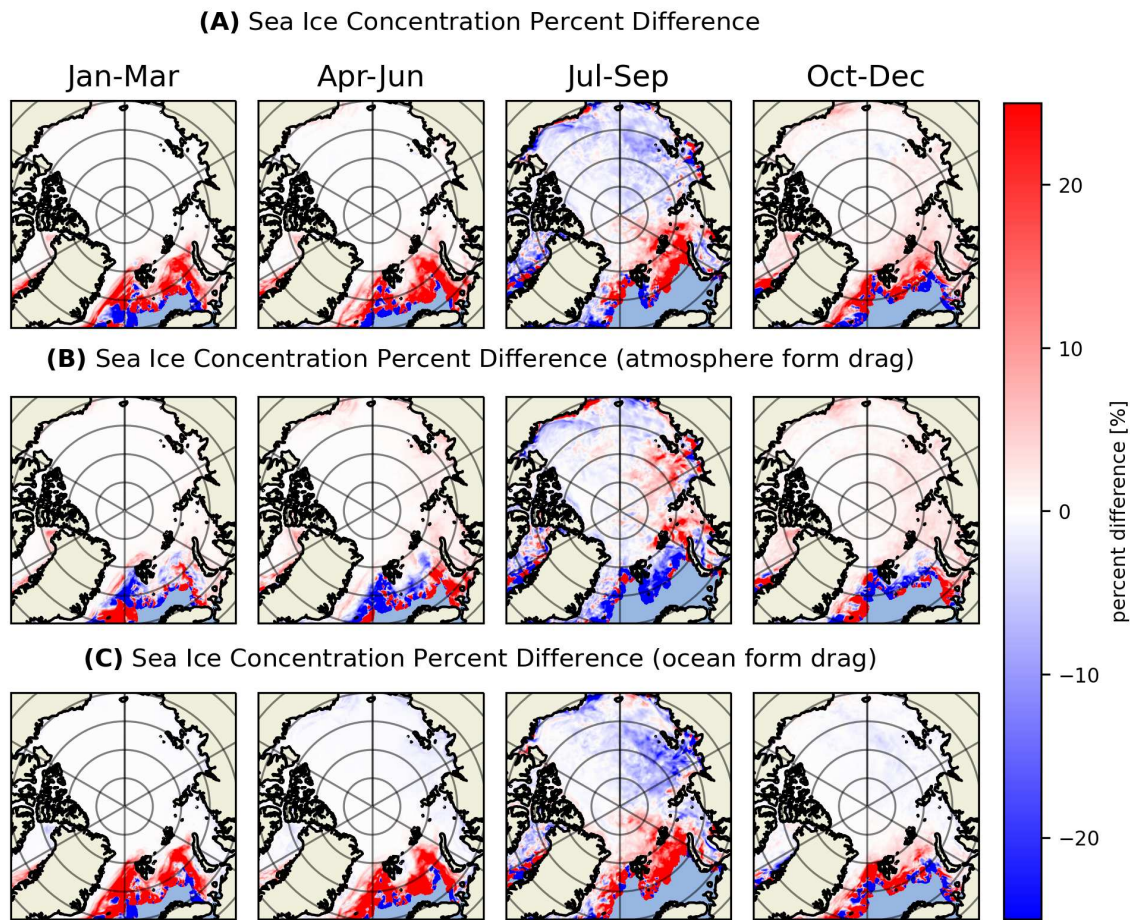 (A) Sea Ice Concentration Percent Difference
Jan-Mar Apr-Jun Jul-Sep Oct-Dec
(B) Sea Ice Concentration Percent Difference (atmosphere form drag)
(C) Sea Ice Concentration Percent Difference (ocean form drag)
20
10
0
−10
−20
percent difference [%]